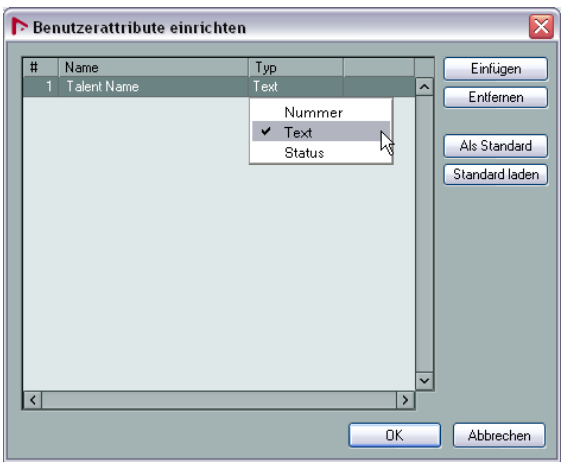 Benutzerattribute einrichten
# Name Typ
1 Talent Name Text
Nummer
Text
Status
Einfügen
Entfernen
Als Standard
Standard laden
OK Abbrechen